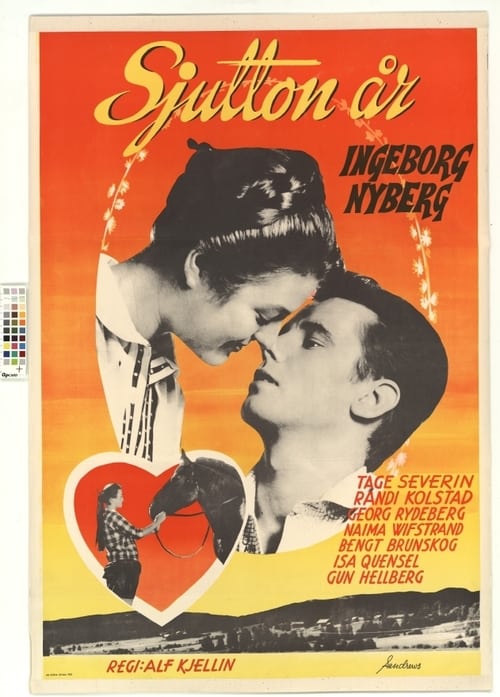 Sjutton år
INGEBORG
NYBERG
TAGE SEVERIN
RANDI KOLSTAD
GEORG RYDEBERG
NAIMA WIFSTRAND
BENGT BRUNSKOG
ISA QUENSEL
GUN HELLBERG
REGI: ALF KJELLIN
Sandrews